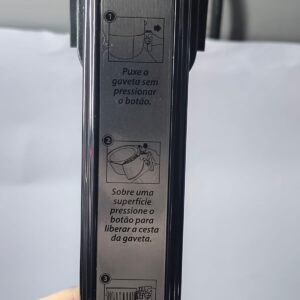 1
Puxe a
gaveta sem
pressionar
o botão.
2
Sobre uma
superfície
pressione o
botão para
liberar a cesta
da gaveta.
3